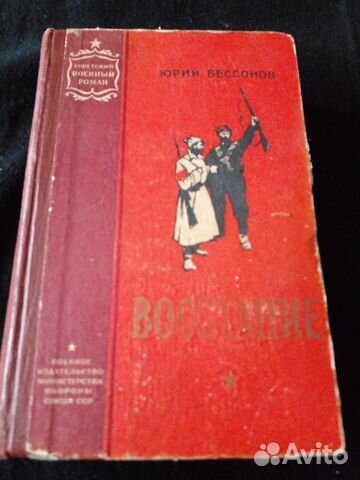 СОВЕТСКИЙ
ВОЕННЫЙ
РОМАН
ЮРИЙ БЕССОНОВ
ВОССТАНИЕ
ВОЕННОЕ
ИЗДАТЕЛЬСТВО
МИНИСТЕРСТВА
ОБОРОНЫ
СОЮЗА ССР
Avito